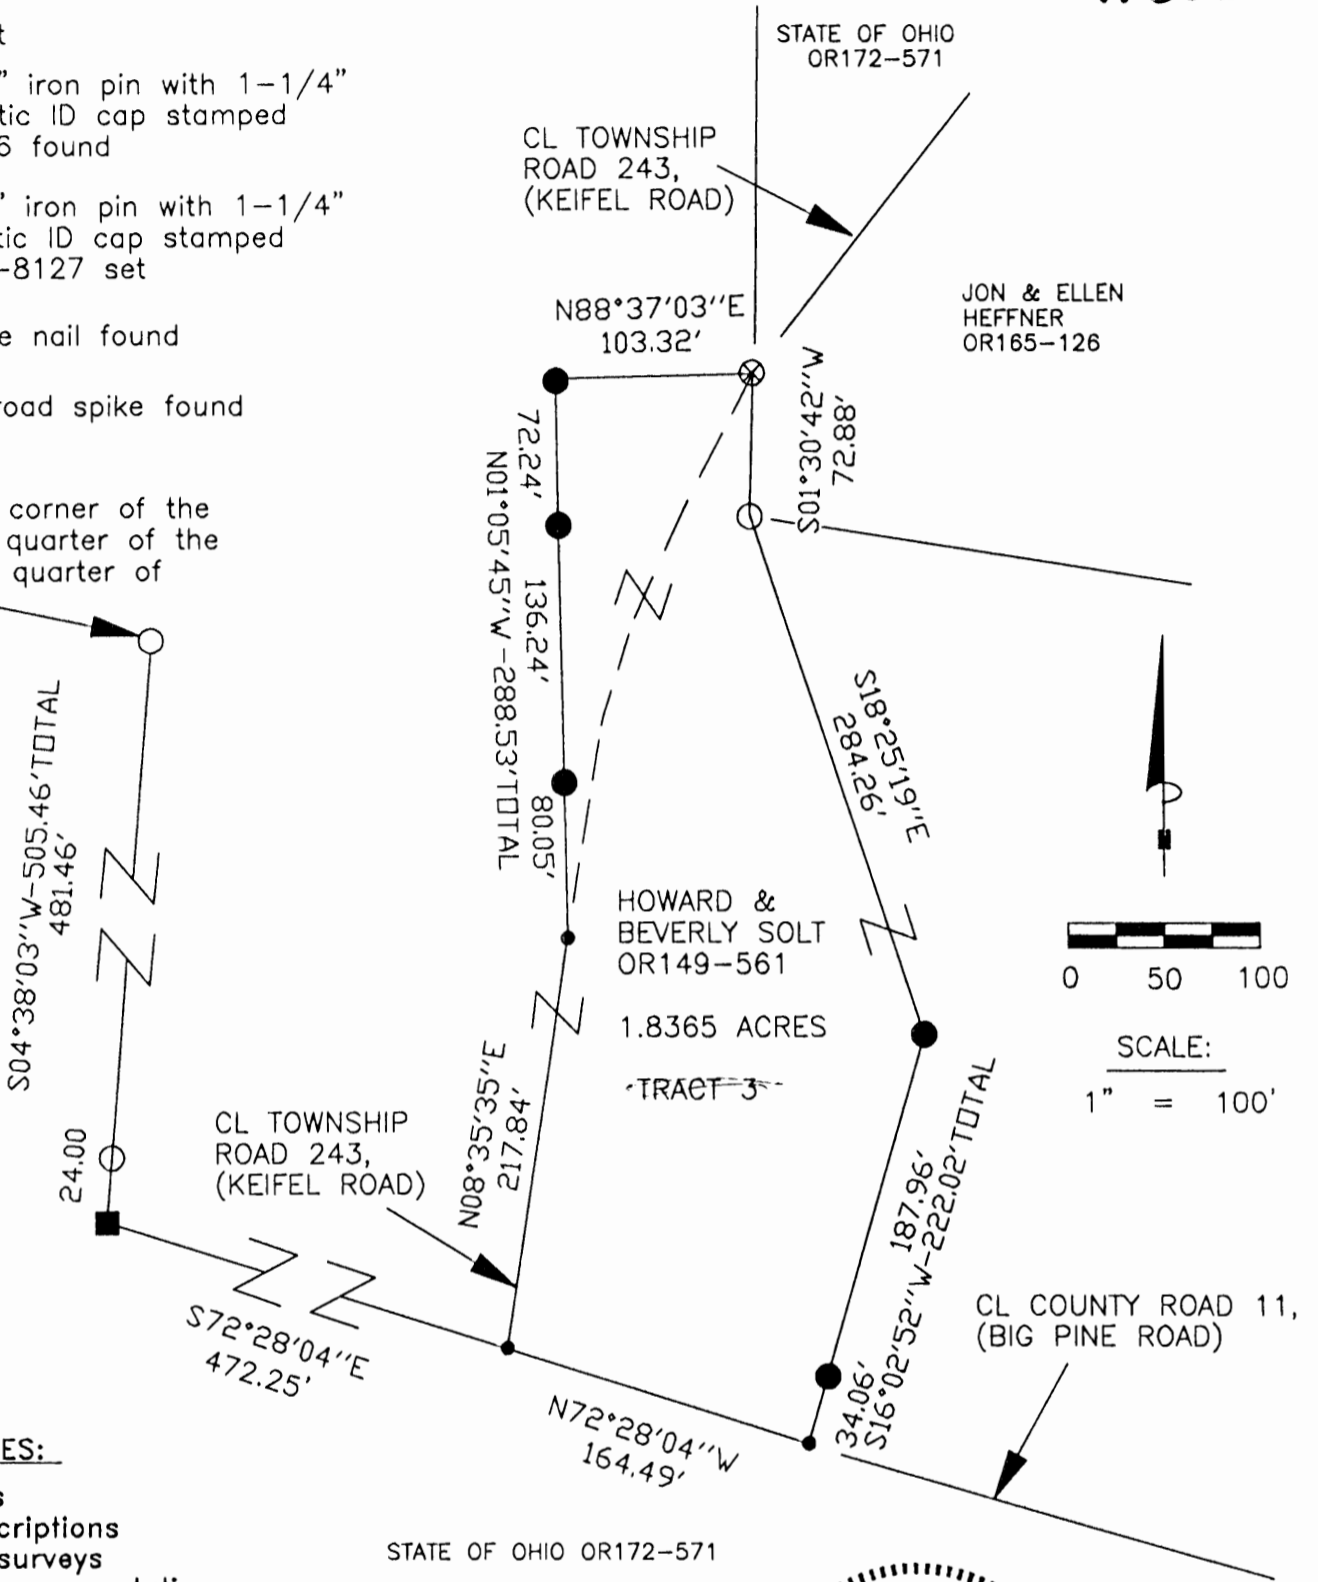 STATE OF OHIO
OR172-571
" iron pin with 1-1/4"
ID cap stamped
found
CL TOWNSHIP
ROAD 243,
(KEIFEL ROAD)
' iron pin with 1-1/4"
ID cap stamped
-8127 set
JON & ELLEN
HEFFNER
OR165-126
N88°37'03''E
103.32'
nail found
S01°30'42''W
72.88'
road spike found
72.24'
N01°05'45''W-288.53'TOTAL
136.24'
80.05'
corner of the
quarter of the
quarter of
S04°38'03''W-505.46'TOTAL
481.46'
24.00
S18°25'19''E
284.26'
HOWARD &
BEVERLY SOLT
OR149-561
1.8365 ACRES
TRACT 3
0 50 100
SCALE:
1" = 100'
CL TOWNSHIP
ROAD 243,
(KEIFEL ROAD)
N08°35'35''E
217.84'
187.96'
S16°02'52''W-222.02'TOTAL
34.06'
CL COUNTY ROAD 11,
(BIG PINE ROAD)
S72°28'04''E
472.25'
N72°28'04''W
164.49'
ES:
criptions
surveys
STATE OF OHIO OR172-571